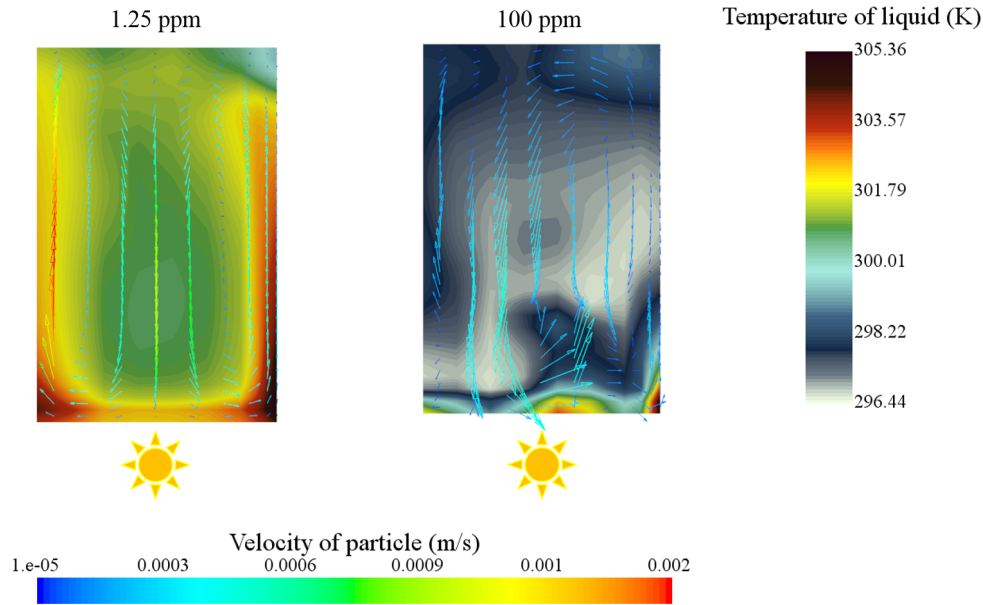 1.25 ppm
100 ppm
Temperature of liquid (K)
305.36
303.57
301.79
300.01
298.22
296.44
Velocity of particle (m/s)
1.e-05 0.0003 0.0006 0.0009 0.001 0.002